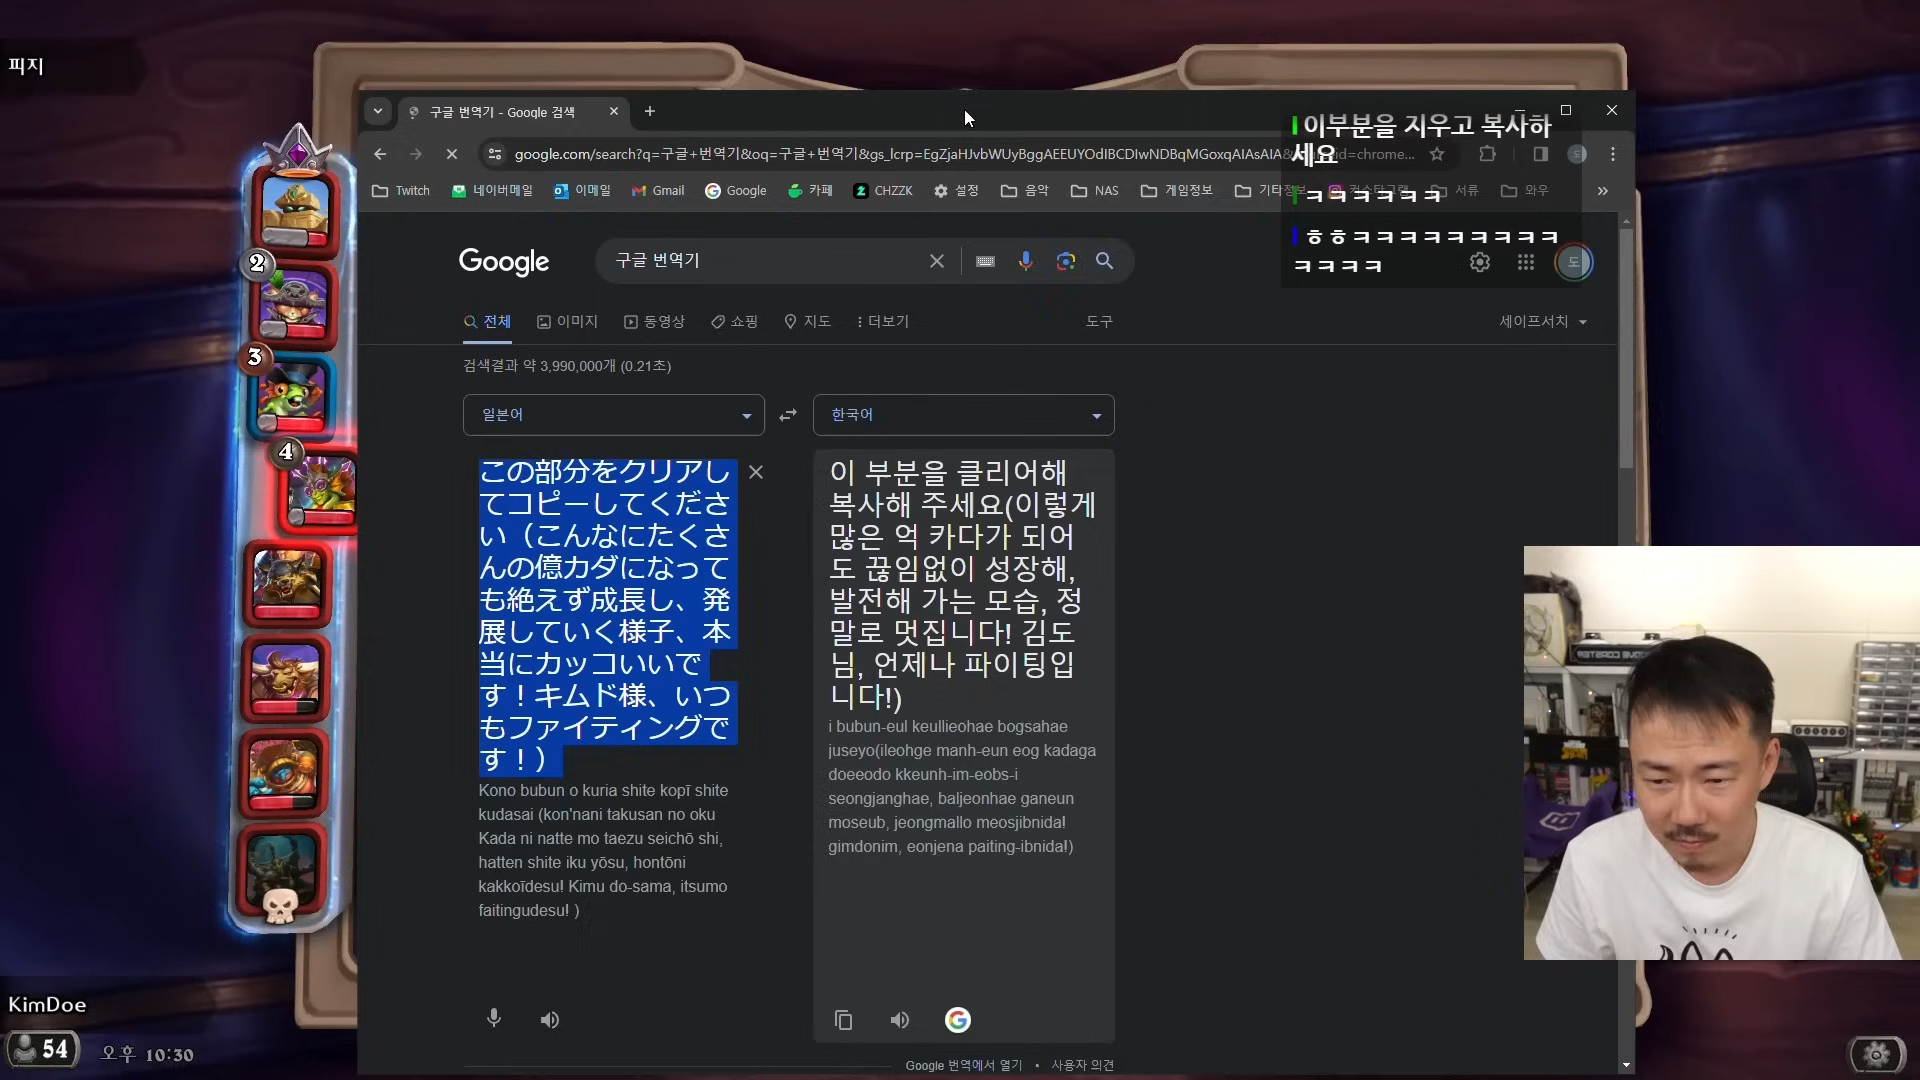 피지
구글 번역기 - Google 검색
google.com/search?q=구글+번역기&oq=구글+번역기&gs_lcrp=EgZjaHJvbWUyBggAEEUYOdIBCDIwNDBqMGoxqAIAsAIA
id=chrome...
이부분을 지우고 복사하
세요
ㅋㅋㅋㅋㅋㅋ
ㅎㅎㅋㅋㅋㅋㅋㅋㅋㅋㅋ
ㅋㅋㅋㅋ
Twitch
네이버메일
이메일
Gmail
Google
카페
CHZZK
설정
음악
NAS
게임정보
기타정보
서류
와우
Google
구글 번역기
도
전체
이미지
동영상
쇼핑
지도
더보기
도구
세이프서치
검색결과 약 3,990,000개 (0.21초)
일본어
한국어
この部分をクリアし
てコピーしてくださ
い（こんなにたくさ
んの億カダになって
も絶えず成長し、発
展していく様子、本
当にカッコいいで
す！キムド様、いつ
もファイティングで
す！）
Kono bubun o kuria shite kopī shite
kudasai (kon'nani takusan no oku
Kada ni natte mo taezu seichō shi,
hatten shite iku yōsu, hontōni
kakkoīdesu! Kimu do-sama, itsumo
faitingudesu! )
이 부분을 클리어해
복사해 주세요(이렇게
많은 억 카다가 되어
도 끊임없이 성장해,
발전해 가는 모습, 정
말로 멋집니다! 김도
님, 언제나 파이팅입
니다!)
i bubun-eul keullieohae bogsahae
juseyo(ileohge manh-eun eog kadaga
doeeodo kkeunh-im-eobs-i
seongjanghae, baljeonhae ganeun
moseub, jeongmallo meosjibnida!
gimdonim, eonjena paiting-ibnida!)
Google 번역에서 열기 • 사용자 의견
2
3
4
KimDoe
54
오후 10:30